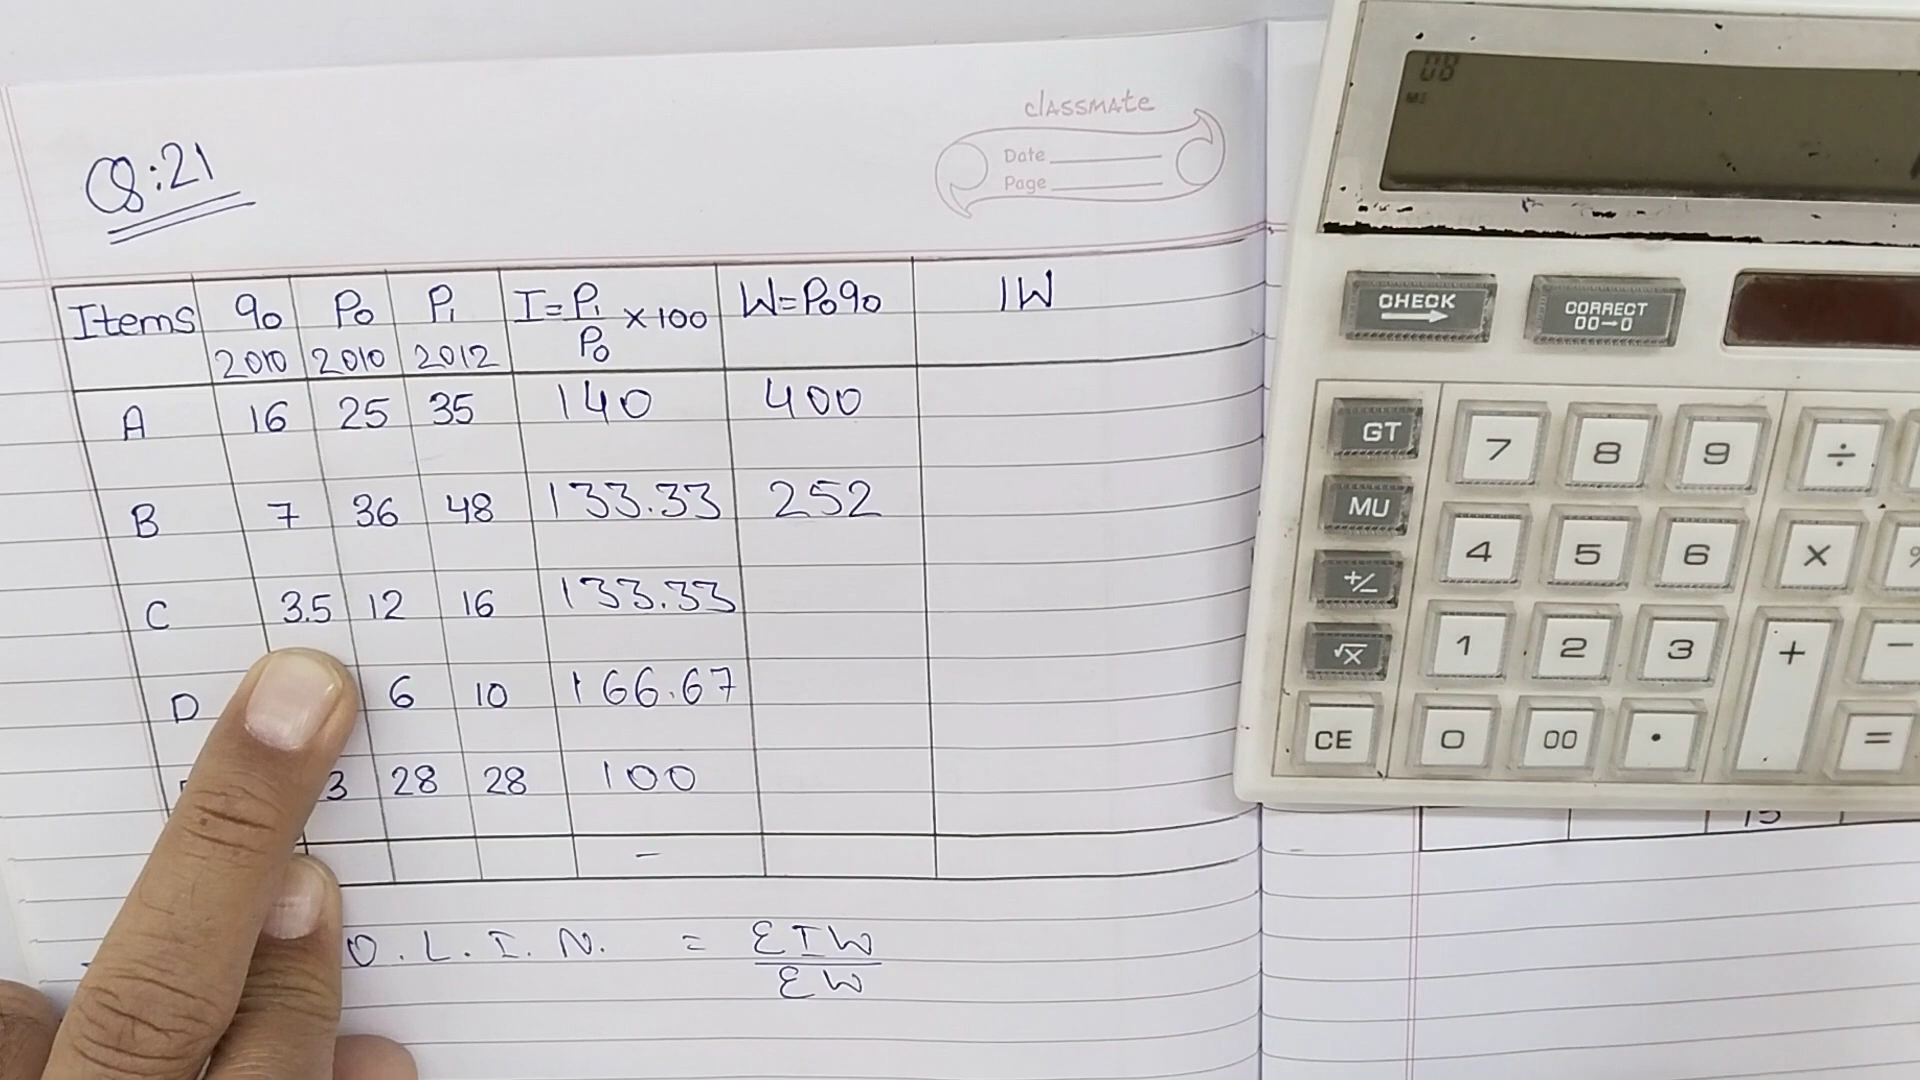 classmate
Date
Page
Q:21
Items q0 2010 P0 2010 P1 2012 I=P1/P0 ×100 W=P0q0 IW
A 16 25 35 140 400
B 7 36 48 133.33 252
C 3.5 12 16 133.33
D 6 10 166.67
3 28 28 100
–
O.L.I.N. = ΣIW/ΣW
08
CHECK
CORRECT
00→0
GT 7 8 9 ÷
MU 4 5 6 ×
+/- 1 2 3 + −
√x
CE 0 00 • =
15